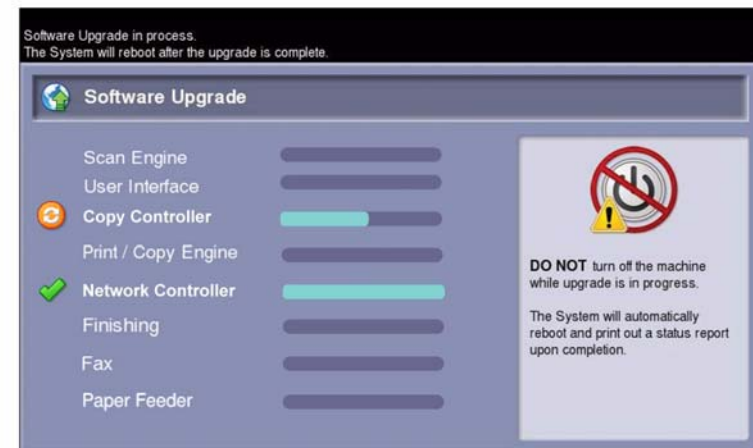 Software Upgrade in process.
The System will reboot after the upgrade is complete.
Software Upgrade
Scan Engine
User Interface
Copy Controller
Print / Copy Engine
Network Controller
Finishing
Fax
Paper Feeder
DO NOT turn off the machine
while upgrade is in progress.
The System will automatically
reboot and print out a status report
upon completion.